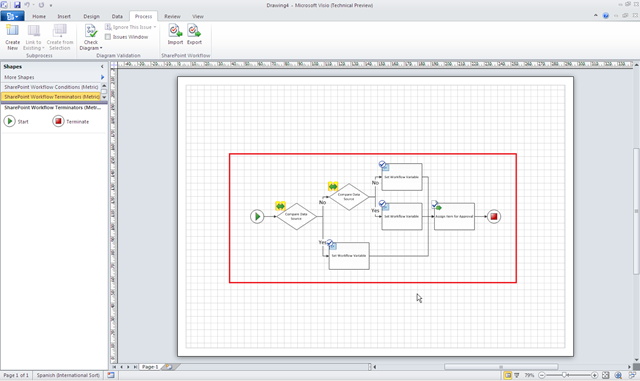 Drawing4 - Microsoft Visio (Technical Preview)
Home Insert Design Data Process Review View
Create New
Link to Existing
Create from Selection
Subprocess
Check Diagram
Ignore This Issue
Issues Window
Diagram Validation
Import Export
SharePoint Workflow
Shapes
More Shapes
SharePoint Workflow Conditions (Metric)
SharePoint Workflow Terminators (Metric)
SharePoint Workflow Terminators (Metri...
Start Terminate
No
Set Workflow Variable
Compare Data Source
Yes
Set Workflow Variable
Assign Item for Approval
No
Compare Data Source
Yes
Set Workflow Variable
Page-1
Page 1 of 1 Spanish (International Sort) 79%